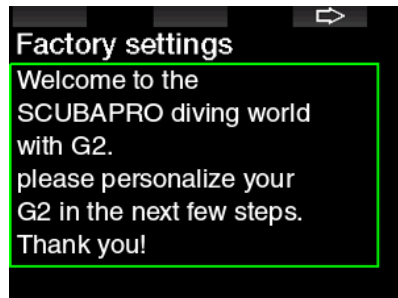 Factory settings
Welcome to the
SCUBAPRO diving world
with G2.
please personalize your
G2 in the next few steps.
Thank you!